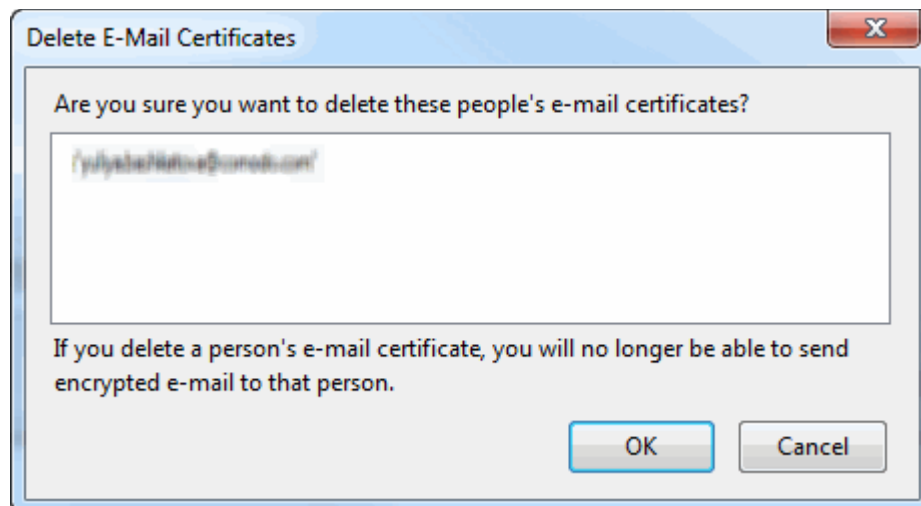 Delete E-Mail Certificates
Are you sure you want to delete these people's e-mail certificates?
If you delete a person's e-mail certificate, you will no longer be able to send
encrypted e-mail to that person.
OK Cancel